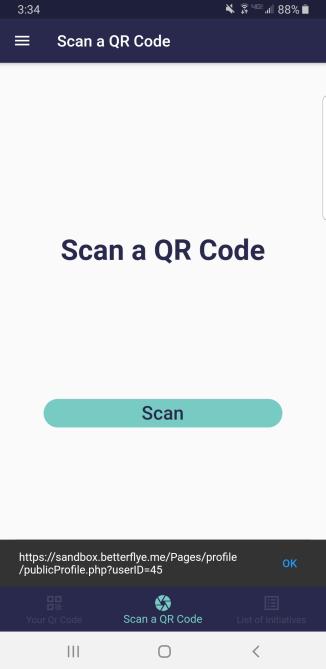 3:34
88%
Scan a QR Code
Scan a QR Code
Scan
https://sandbox.betterflye.me/Pages/profile
/publicProfile.php?userID=45
OK
Your Qr Code
Scan a QR Code
List of Initiatives